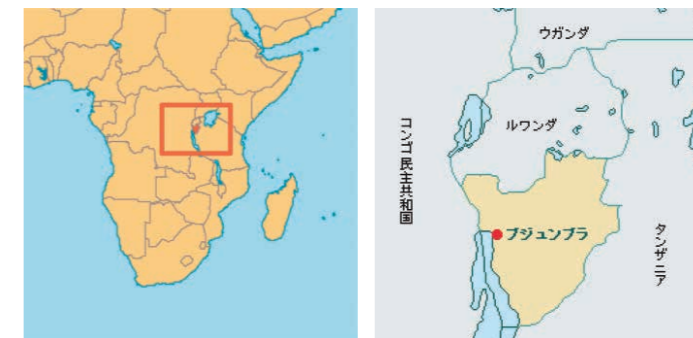 ウガンダ
ルワンダ
コンゴ民主共和国
ブジュンブラ
タンザニア